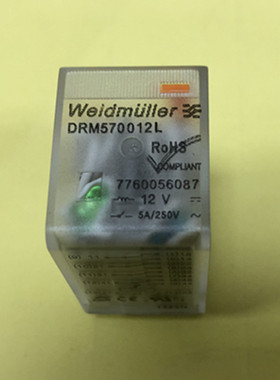 Weidmüller
DRM570012L
RoHS
COMPLIANT
7760056087
12 V
5A/250V